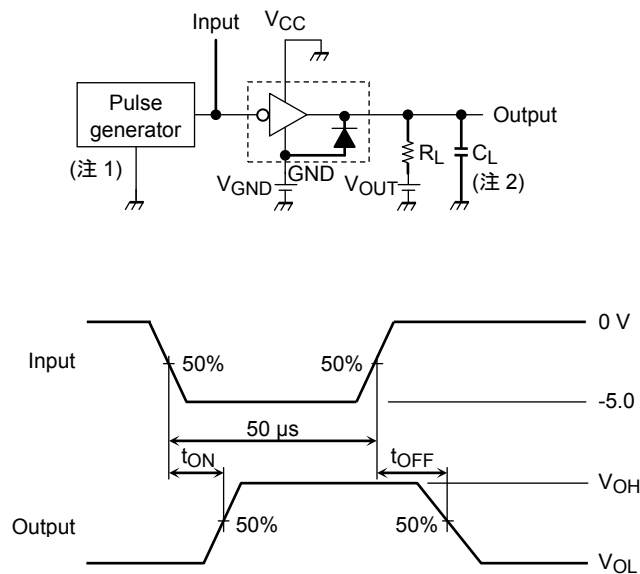 Input
VCC
Pulse
generator
(注 1)
Output
VGND
GND
VOUT
RL
CL
(注 2)
0 V
Input
50%
50%
-5.0
50 μs
tON
tOFF
VOH
Output
50%
50%
VOL